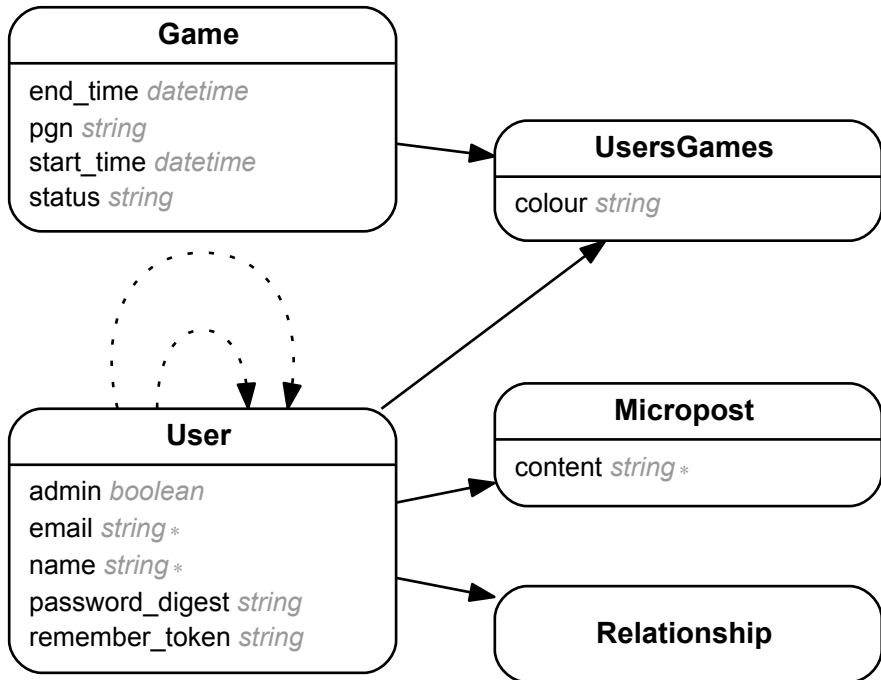 Game
end_time datetime
pgn string
start_time datetime
status string
UsersGames
colour string
User
admin boolean
email string *
name string *
password_digest string
remember_token string
Micropost
content string *
Relationship